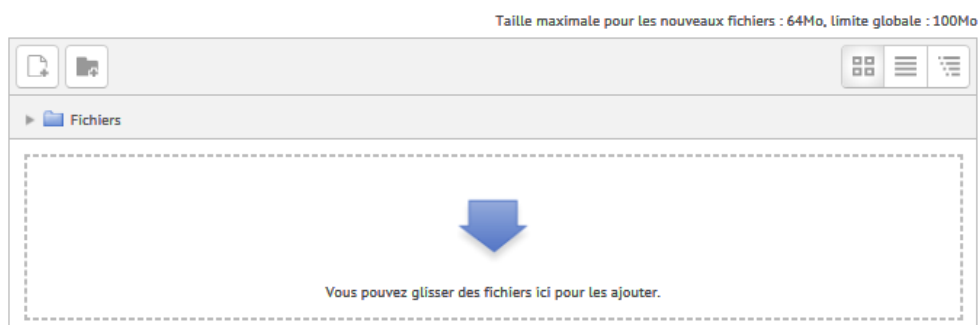 Taille maximale pour les nouveaux fichiers : 64Mo, limite globale : 100Mo
Fichiers
Vous pouvez glisser des fichiers ici pour les ajouter.